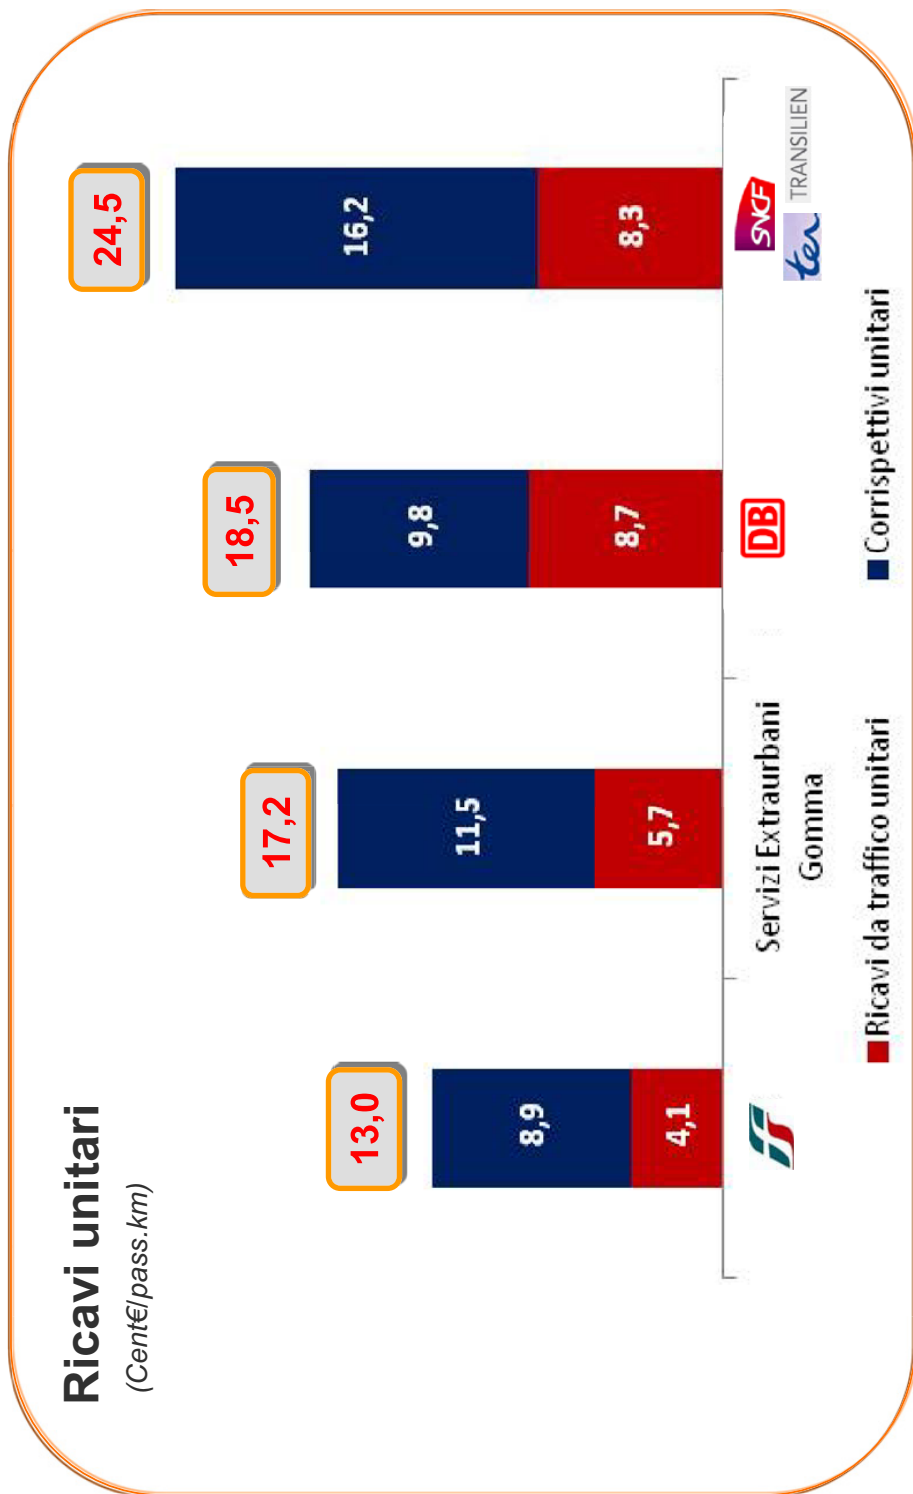 Ricavi unitari
(Cent€/pass.km)
13,0
17,2
18,5
24,5
8,9
4,1
11,5
5,7
9,8
8,7
16,2
8,3
Servizi Extraurbani
Gomma
DB
SNCF
ter
TRANSILIEN
Ricavi da traffico unitari
Corrispettivi unitari